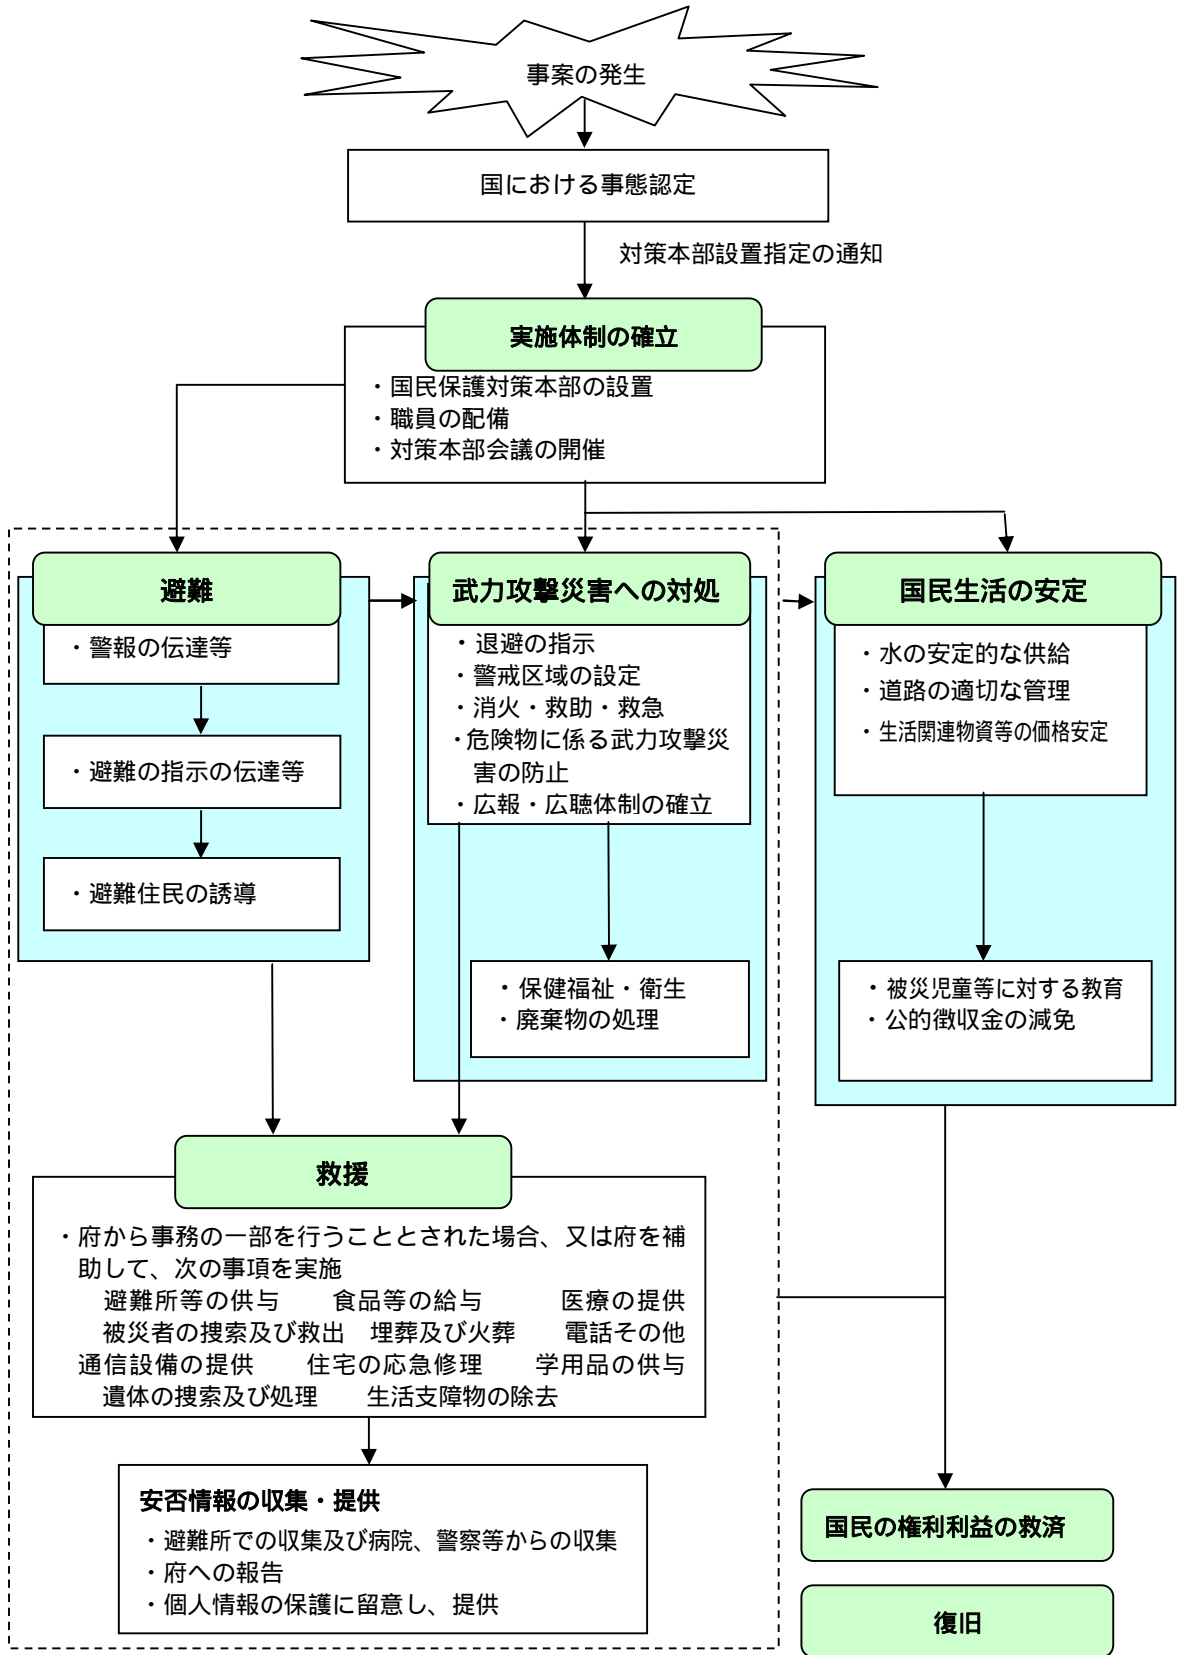 事案の発生
国における事態認定
対策本部設置指定の通知
実施体制の確立
・国民保護対策本部の設置
・職員の配備
・対策本部会議の開催
避難
・警報の伝達等
・避難の指示の伝達等
・避難住民の誘導
武力攻撃災害への対処
・退避の指示
・警戒区域の設定
・消火・救助・救急
・危険物に係る武力攻撃災
害の防止
・広報・広聴体制の確立
・保健福祉・衛生
・廃棄物の処理
国民生活の安定
・水の安定的な供給
・道路の適切な管理
・生活関連物資等の価格安定
・被災児童等に対する教育
・公的徴収金の減免
救援
・府から事務の一部を行うこととされた場合、又は府を補
助して、次の事項を実施
避難所等の供与　食品等の給与　医療の提供
被災者の捜索及び救出　埋葬及び火葬　電話その他
通信設備の提供　住宅の応急修理　学用品の供与
遺体の捜索及び処理　生活支障物の除去
安否情報の収集・提供
・避難所での収集及び病院、警察等からの収集
・府への報告
・個人情報の保護に留意し、提供
国民の権利利益の救済
復旧